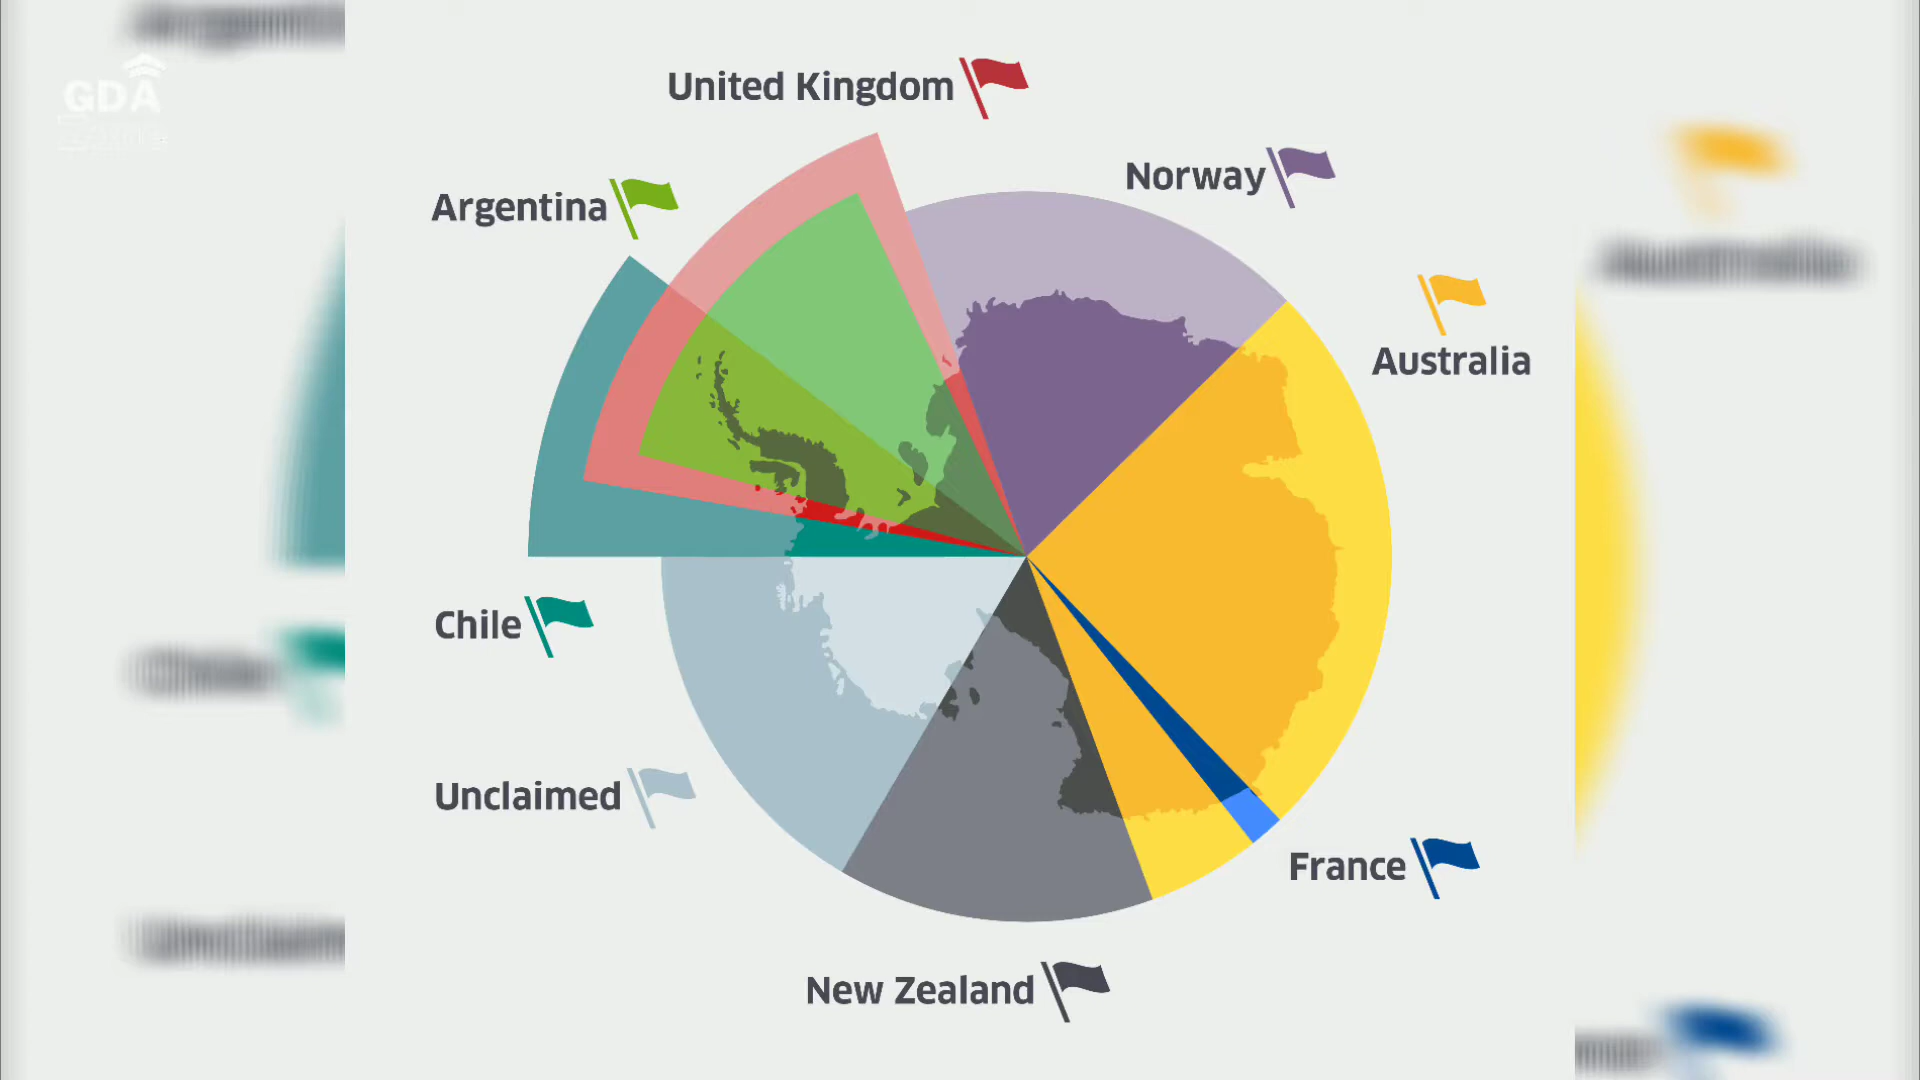 GDA
United Kingdom
Norway
Argentina
Australia
Chile
Unclaimed
France
New Zealand